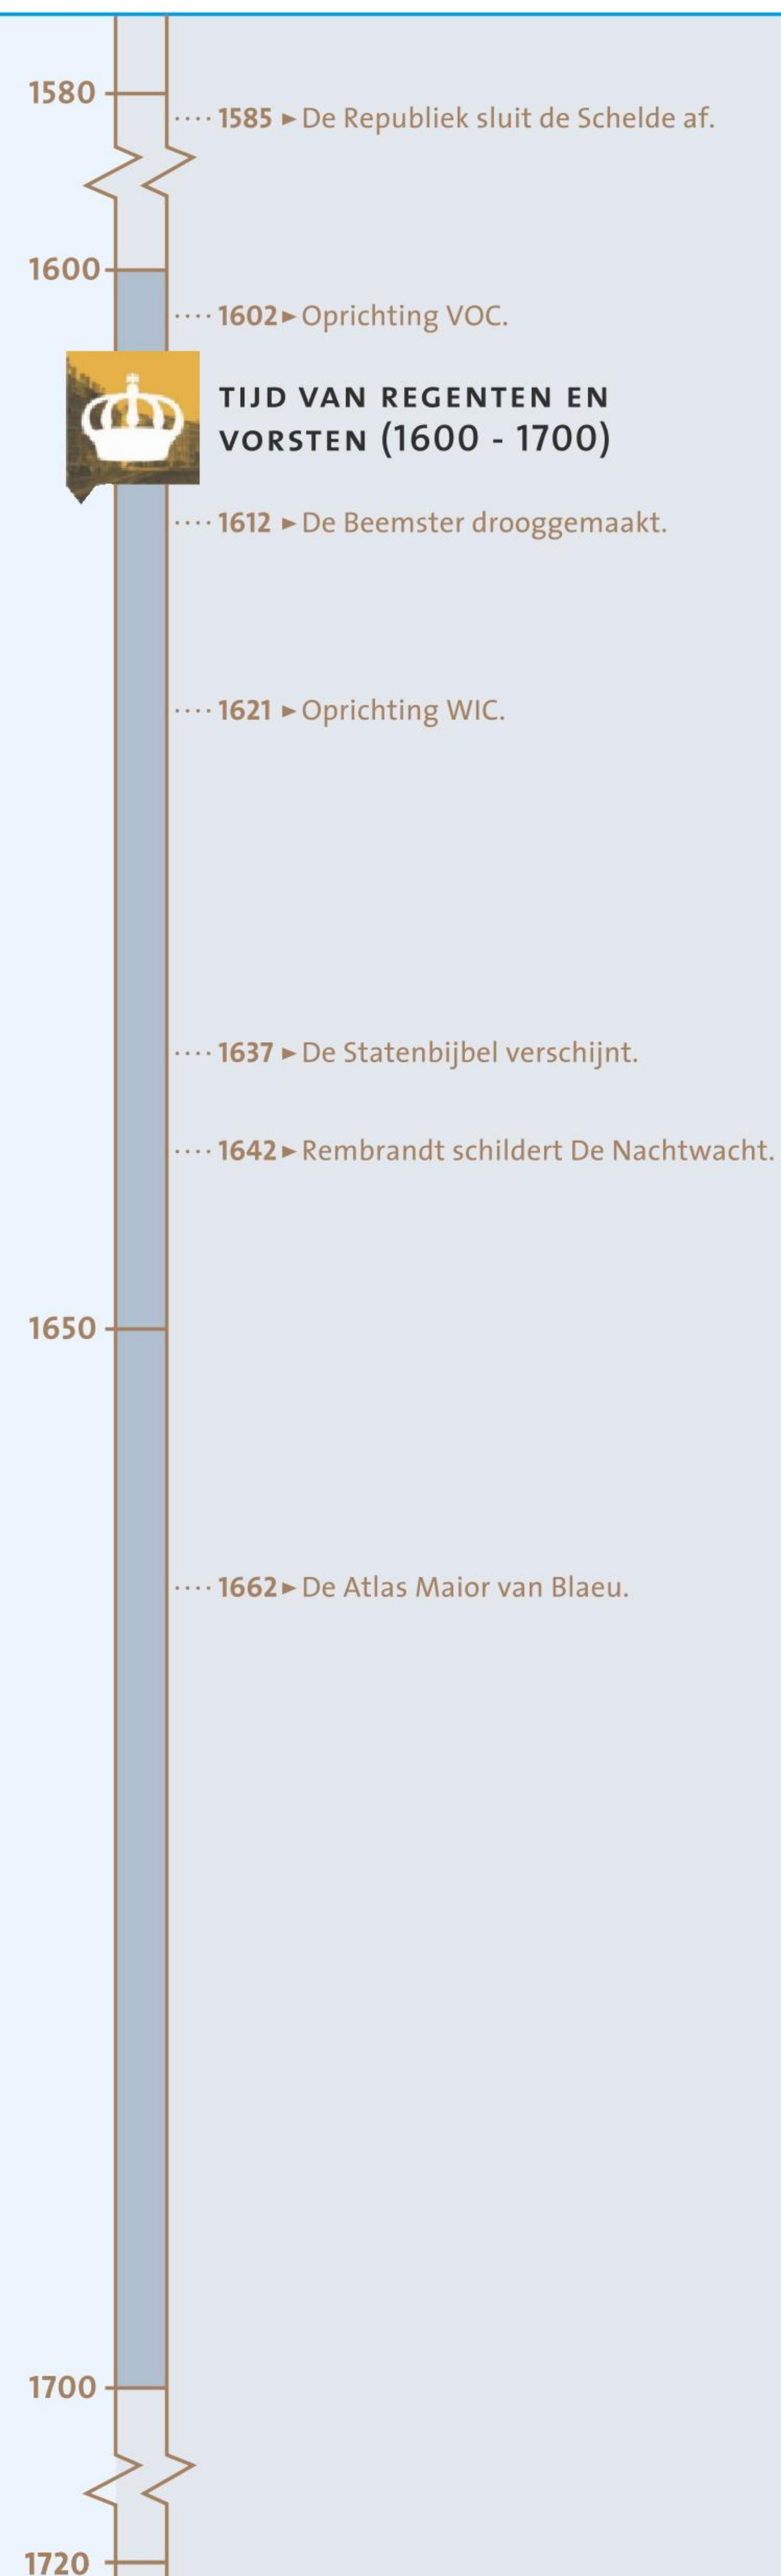 1580
1585 ► De Republiek sluit de Schelde af.
1600
1602 ► Oprichting VOC.
TIJD VAN REGENTEN EN
VORSTEN (1600 - 1700)
1612 ► De Beemster drooggemaakt.
1621 ► Oprichting WIC.
1637 ► De Statenbijbel verschijnt.
1642 ► Rembrandt schildert De Nachtwacht.
1650
1662 ► De Atlas Maior van Blaeu.
1700
1720